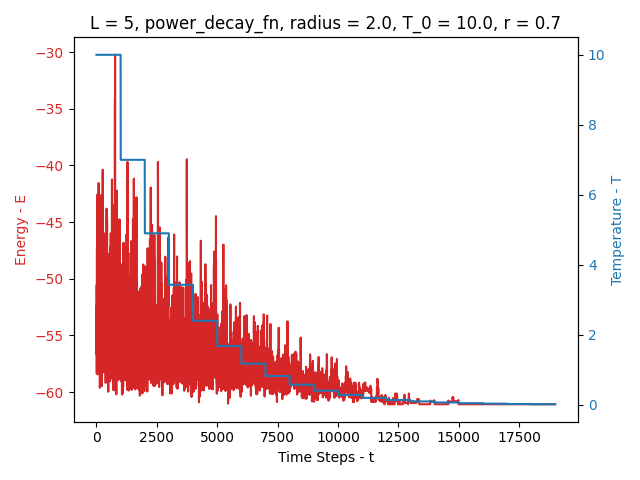 L = 5, power_decay_fn, radius = 2.0, T_0 = 10.0, r = 0.7
−30
−35
−40
−45
−50
−55
−60
Energy - E
10
8
6
4
2
0
Temperature - T
0 2500 5000 7500 10000 12500 15000 17500
Time Steps - t